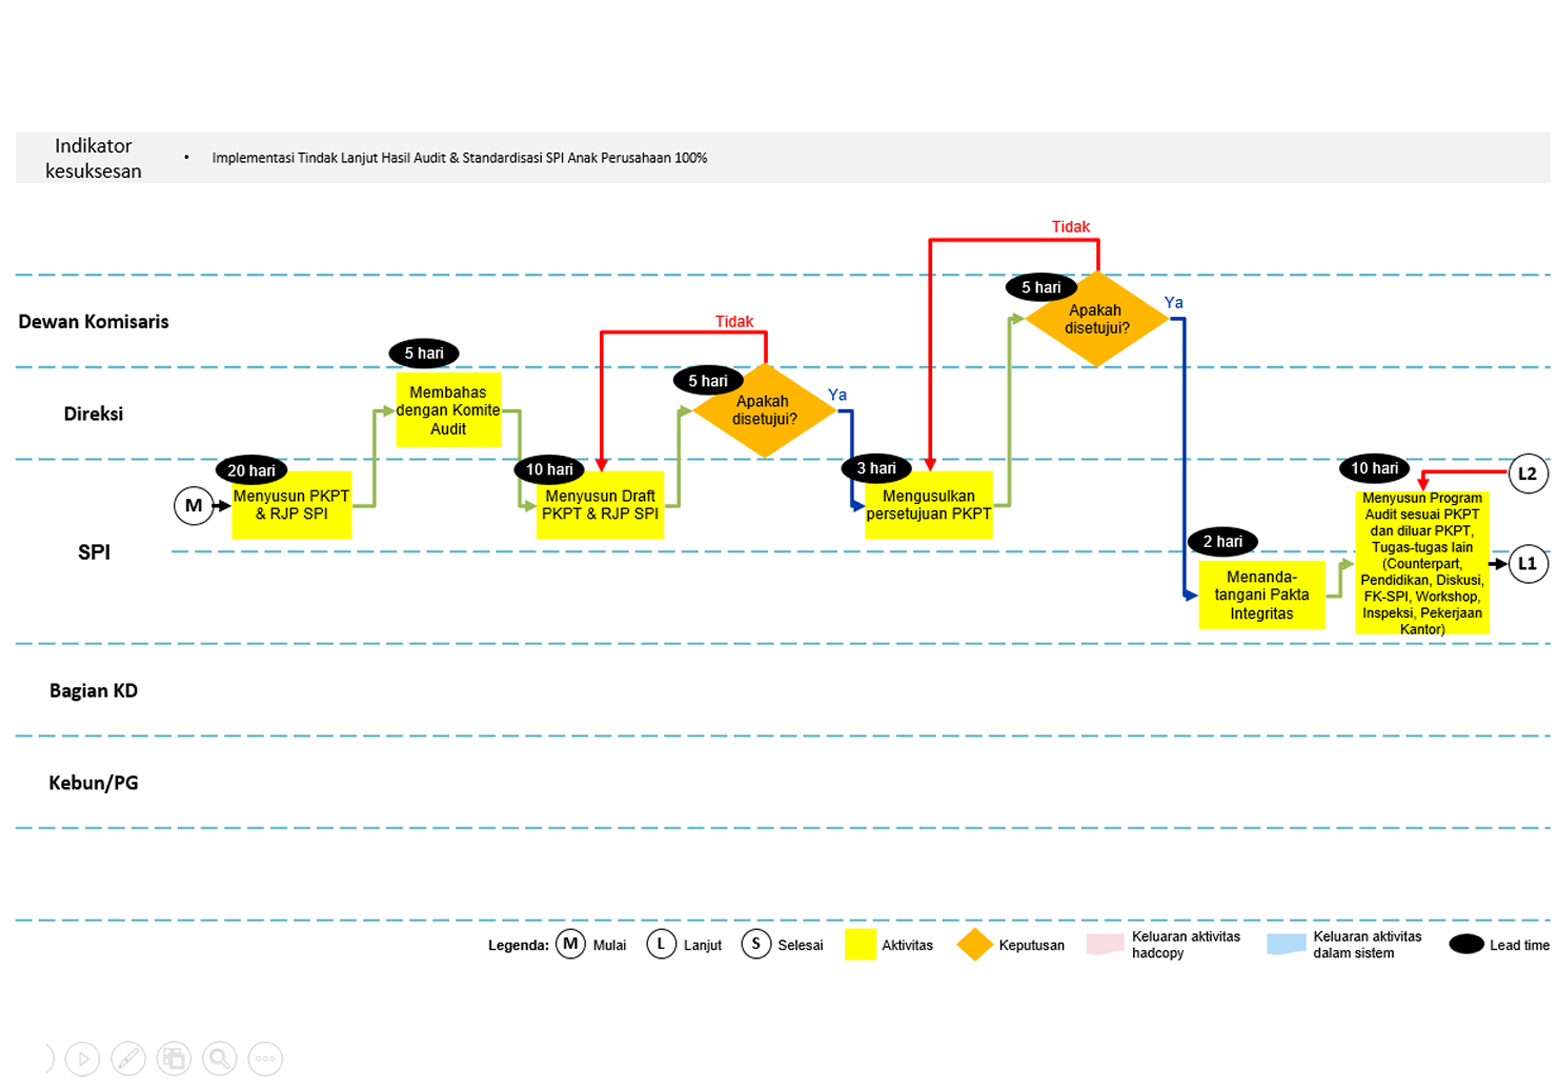 Indikator
kesuksesan
• Implementasi Tindak Lanjut Hasil Audit & Standardisasi SPI Anak Perusahaan 100%
Tidak
5 hari
Ya
Dewan Komisaris
Apakah
disetujui?
Tidak
5 hari
5 hari
Ya
Direksi
Membahas
dengan Komite
Audit
Apakah
disetujui?
20 hari
10 hari
3 hari
10 hari
L2
M
Menyusun PKPT
& RJP SPI
Menyusun Draft
PKPT & RJP SPI
Mengusulkan
persetujuan PKPT
SPI
2 hari
Menanda-
tangani Pakta
Integritas
Menyusun Program
Audit sesuai PKPT
dan diluar PKPT,
Tugas-tugas lain
(Counterpart,
Pendidikan, Diskusi,
FK-SPI, Workshop,
Inspeksi, Pekerjaan
Kantor)
L1
Bagian KD
Kebun/PG
Legenda:
M
Mulai
L
Lanjut
S
Selesai
Aktivitas
Keputusan
Keluaran aktivitas
hadcopy
Keluaran aktivitas
dalam sistem
Lead time